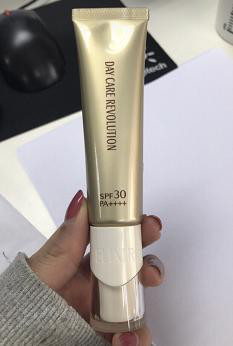 DAY CARE REVOLUTION
SPF30
PA++++
ELIXIR